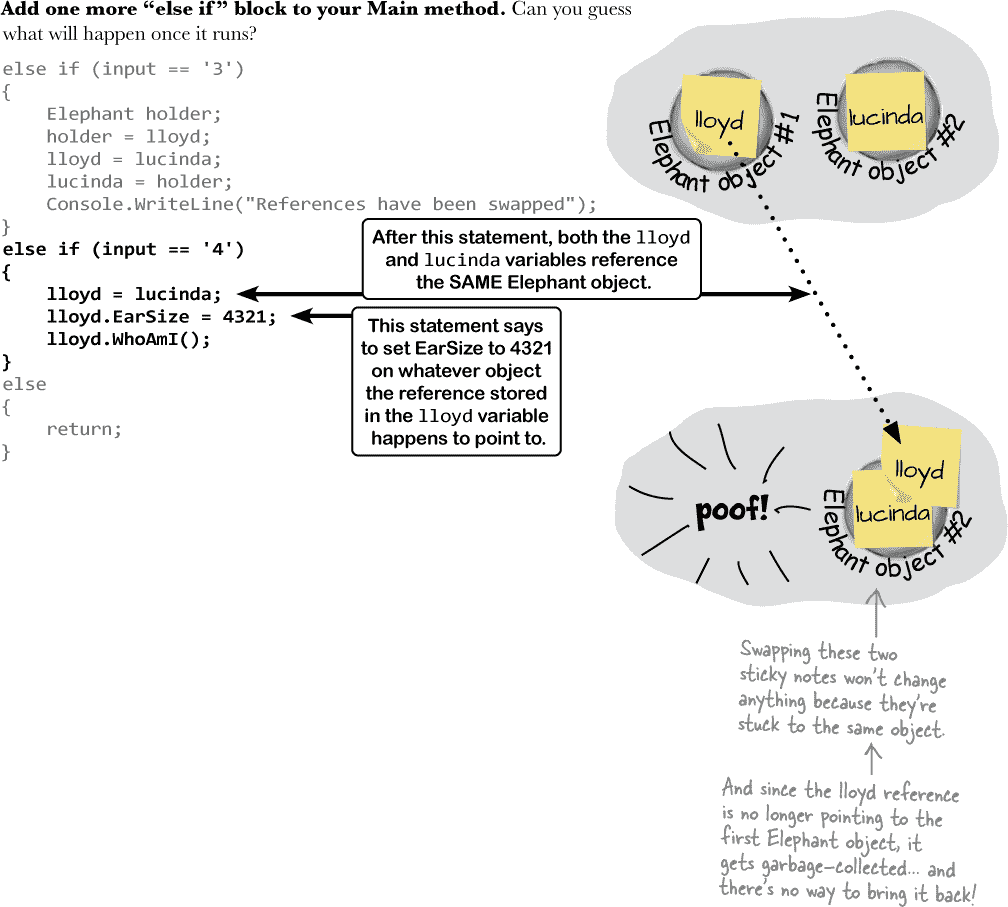 Add one more “else if” block to your Main method. Can you guess
what will happen once it runs?
else if (input == '3')
{
    Elephant holder;
    holder = lloyd;
    lloyd = lucinda;
    lucinda = holder;
    Console.WriteLine("References have been swapped");
}
else if (input == '4')
{
    lloyd = lucinda;
    lloyd.EarSize = 4321;
    lloyd.WhoAmI();
}
else
{
    return;
}
After this statement, both the lloyd
and lucinda variables reference
the SAME Elephant object.
This statement says
to set EarSize to 4321
on whatever object
the reference stored
in the lloyd variable
happens to point to.
lloyd
Elephant object #1
lucinda
Elephant object #2
poof!
lloyd
lucinda
Elephant object #2
Swapping these two
sticky notes won't change
anything because they're
stuck to the same object.
And since the lloyd reference
is no longer pointing to the
first Elephant object, it
gets garbage-collected... and
there's no way to bring it back!